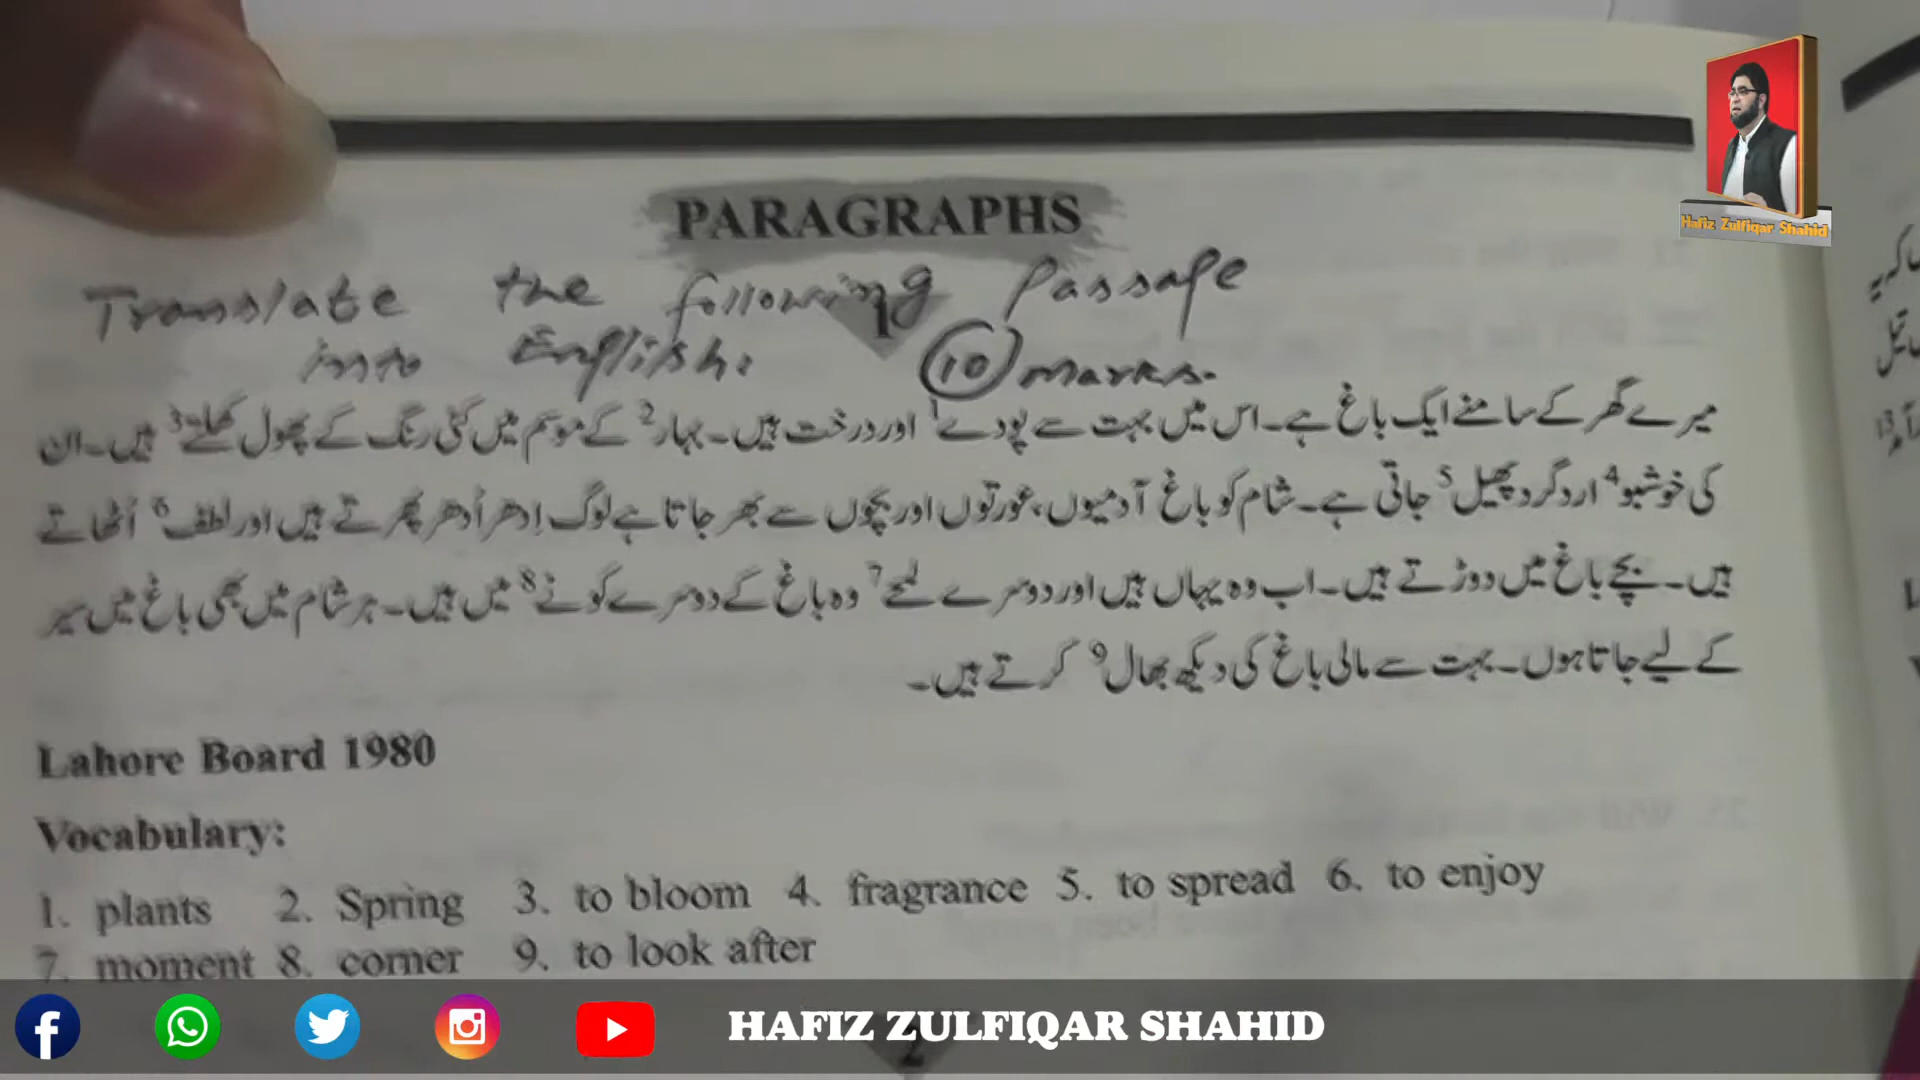 PARAGRAPHS
Translate the following Passage
into English. 10 marks.
1
میرے گھر کے سامنے ایک باغ ہے۔ اس میں بہت سے پودے1 اور درخت ہیں۔ بہار2 کے موسم میں کئی رنگ کے پھول کھلتے3 ہیں۔ ان
کی خوشبو4 اردگرد پھیل5 جاتی ہے۔ شام کو باغ آدمیوں، عورتوں اور بچوں سے بھر جاتا ہے لوگ اِدھر اُدھر پھرتے ہیں اور لطف6 اُٹھاتے
ہیں۔ بچے باغ میں دوڑتے ہیں۔ اب وہ یہاں ہیں اور دوسرے لمحے7 وہ باغ کے دوسرے کونے8 میں ہیں۔ ہر شام میں بھی باغ میں سیر
کے لیے جاتا ہوں۔ بہت سے مالی باغ کی دیکھ بھال9 کرتے ہیں۔
Lahore Board 1980
Vocabulary:
1. plants 2. Spring 3. to bloom 4. fragrance 5. to spread 6. to enjoy
7. moment 8. corner 9. to look after
2
Hafiz Zulfiqar Shahid
HAFIZ ZULFIQAR SHAHID